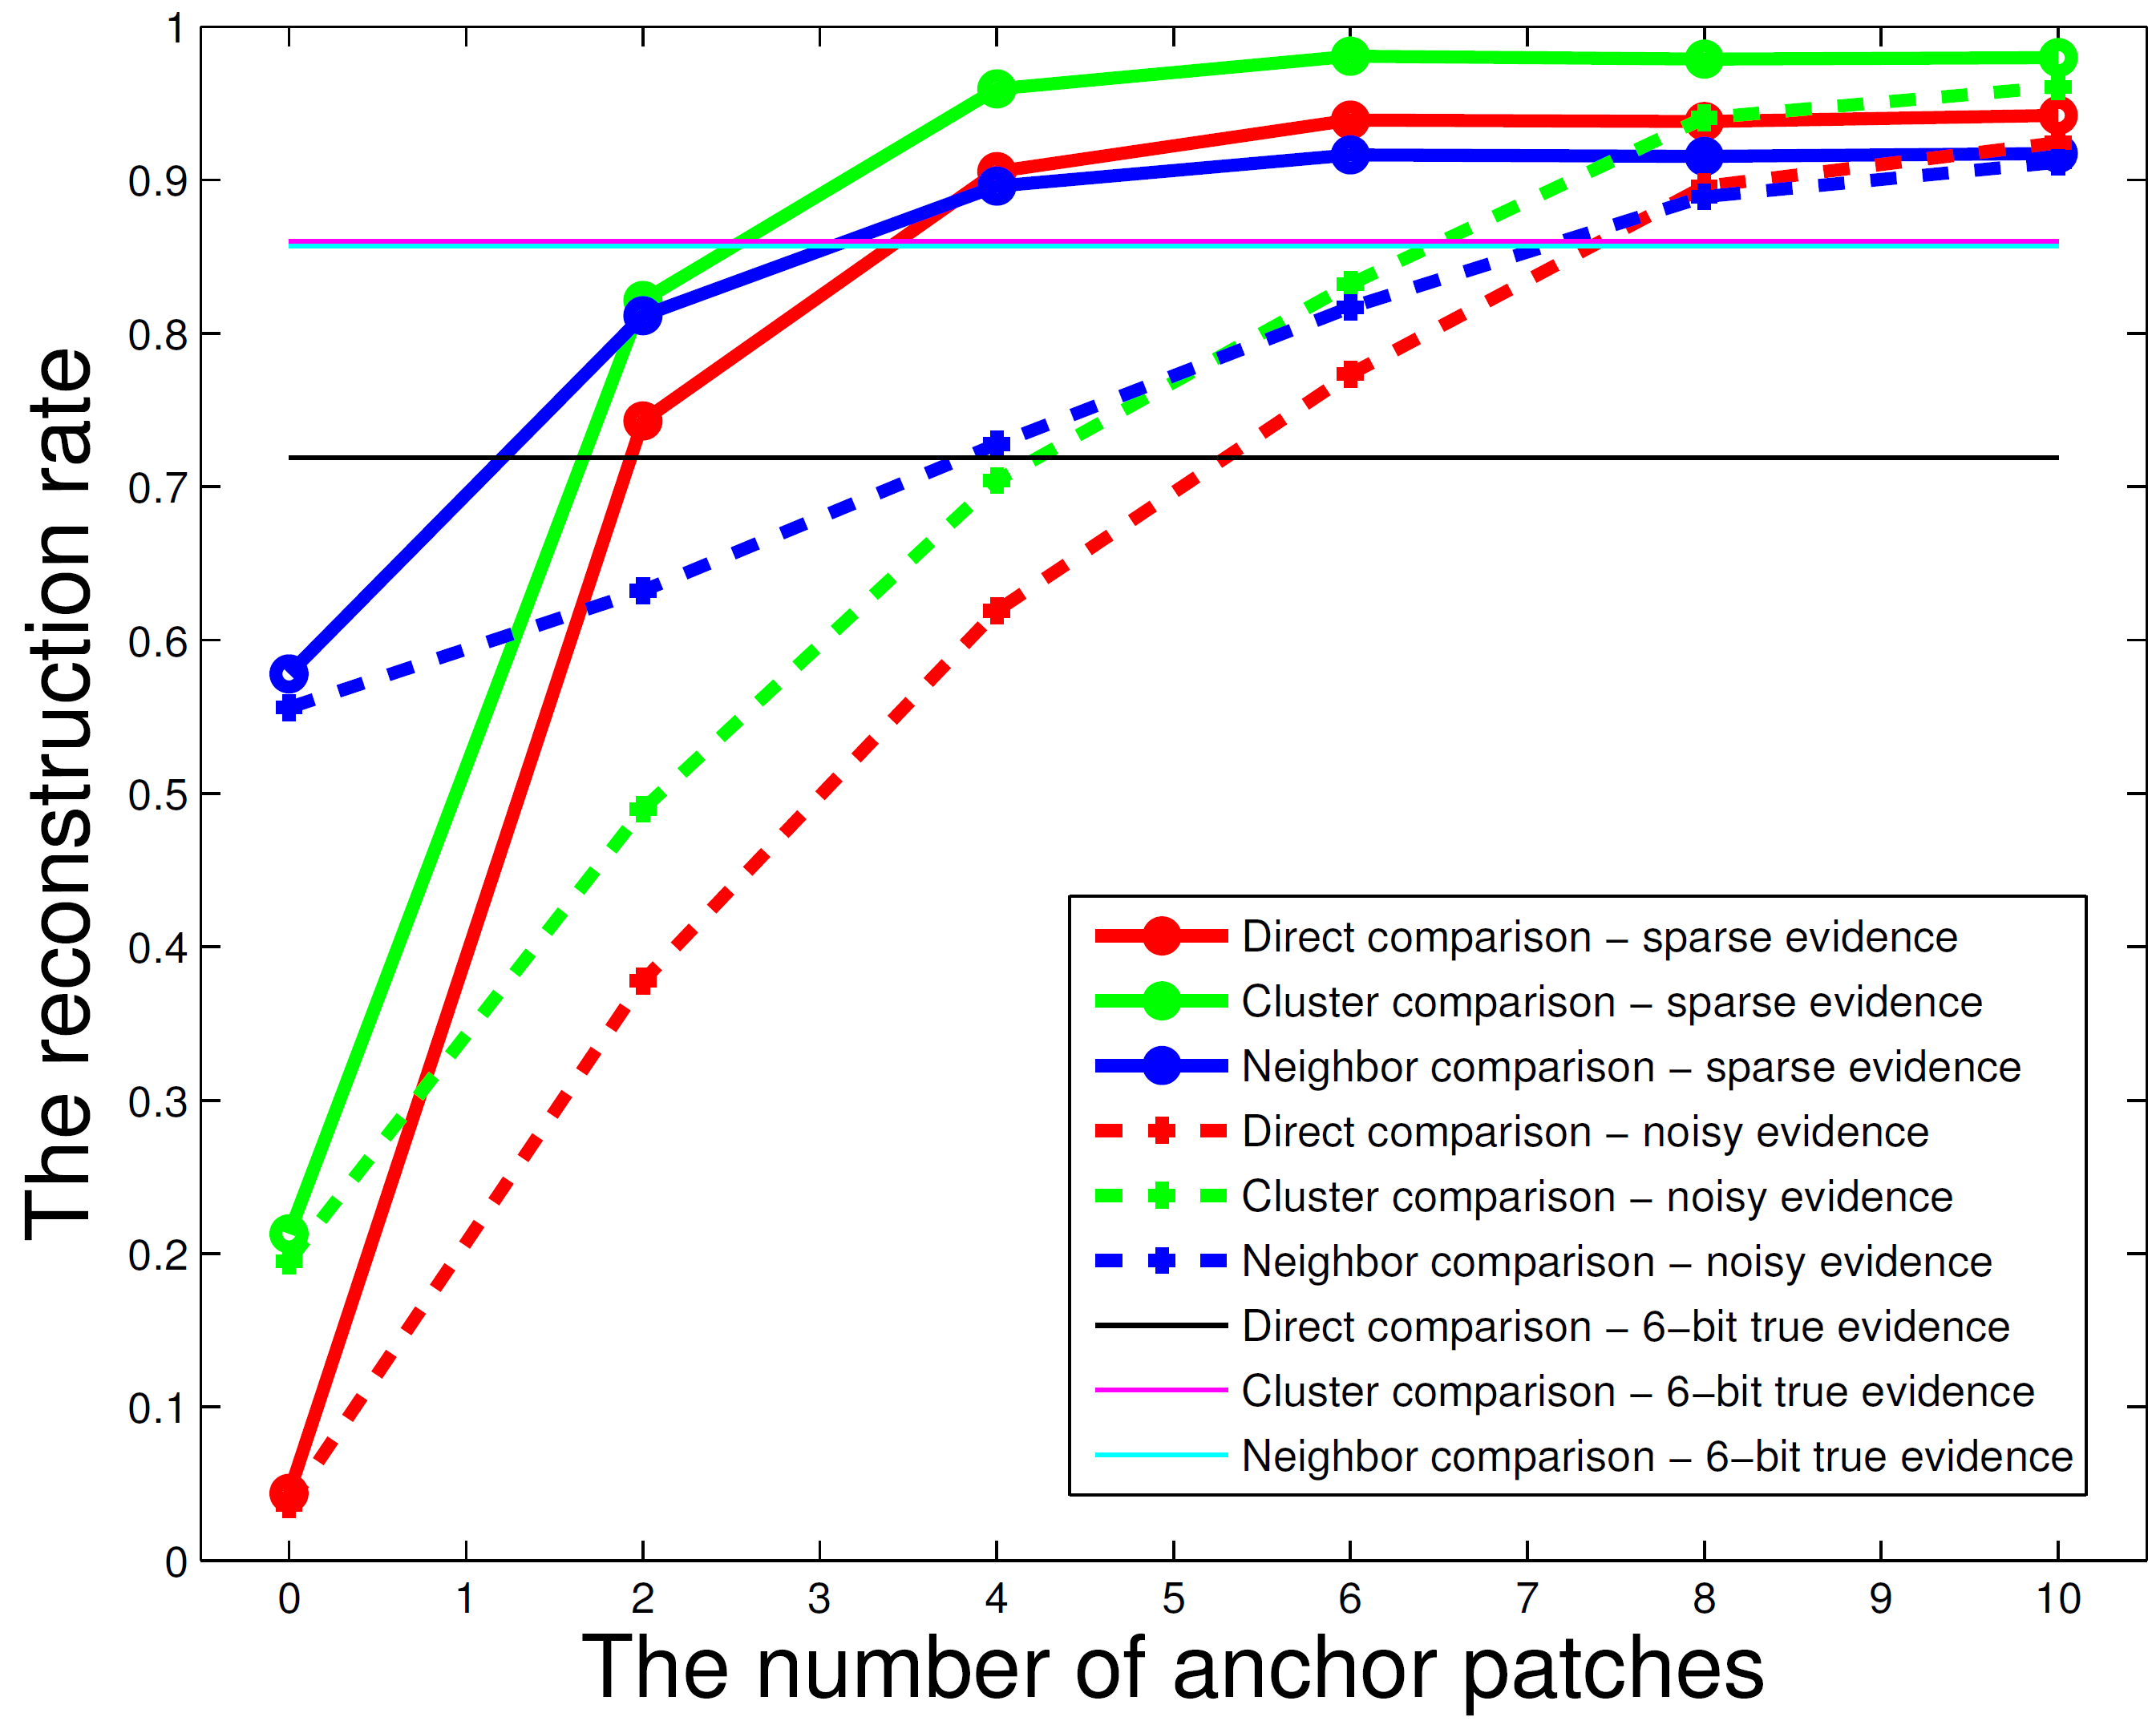 The reconstruction rate
1
0.9
0.8
0.7
0.6
0.5
0.4
0.3
0.2
0.1
0
0 1 2 3 4 5 6 7 8 9 10
The number of anchor patches
Direct comparison − sparse evidence
Cluster comparison − sparse evidence
Neighbor comparison − sparse evidence
Direct comparison − noisy evidence
Cluster comparison − noisy evidence
Neighbor comparison − noisy evidence
Direct comparison − 6−bit true evidence
Cluster comparison − 6−bit true evidence
Neighbor comparison − 6−bit true evidence